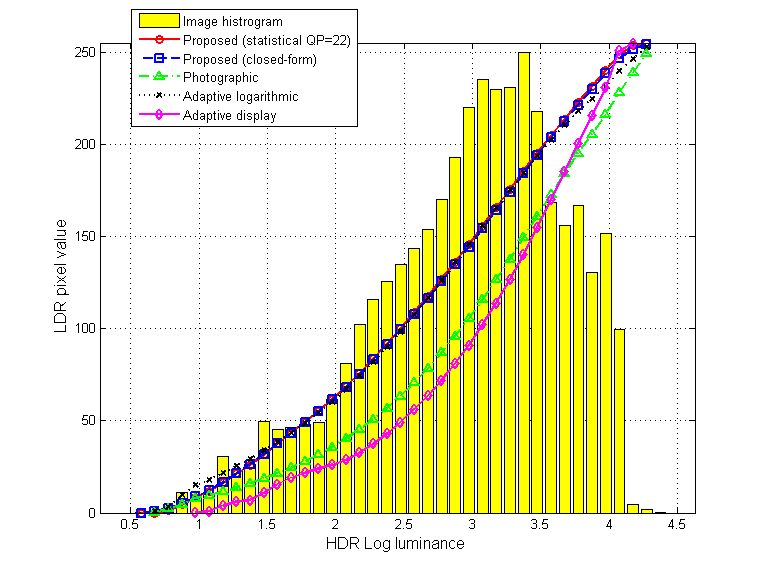 Image histrogram
Proposed (statistical QP=22)
Proposed (closed-form)
Photographic
Adaptive logarithmic
Adaptive display
250
200
150
100
50
0
LDR pixel value
0.5 1 1.5 2 2.5 3 3.5 4 4.5
HDR Log luminance